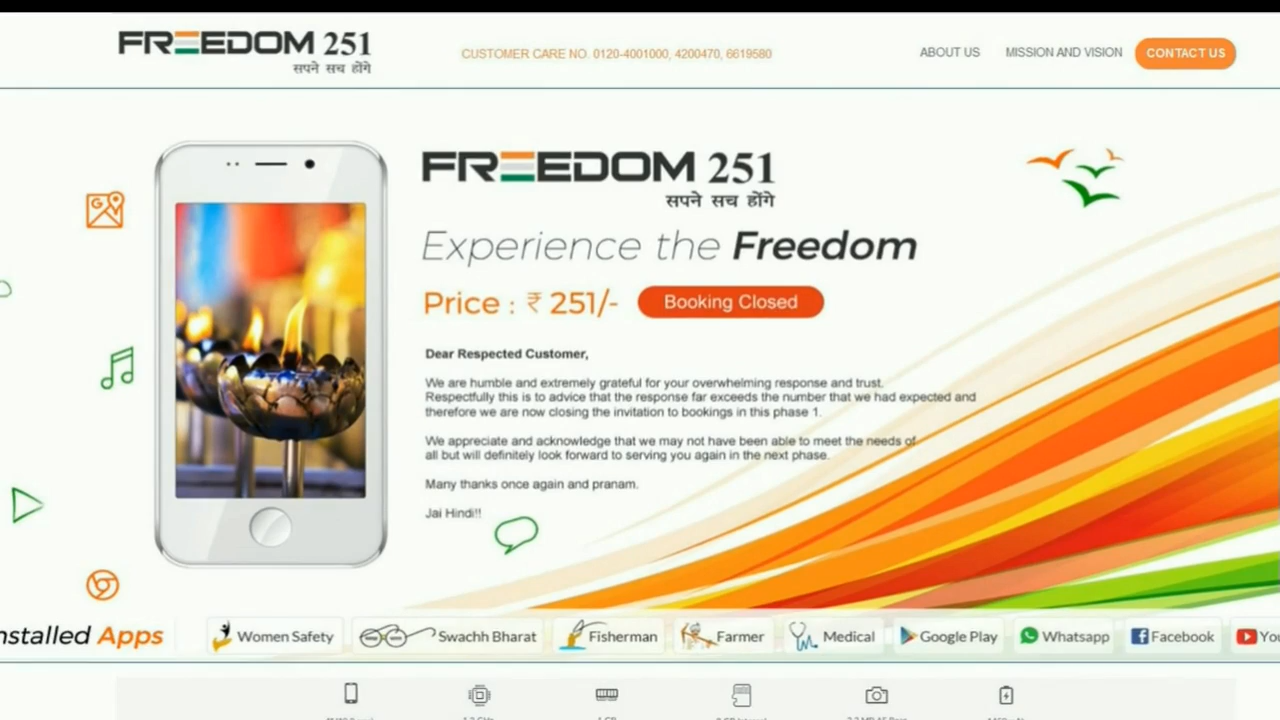 FREEDOM 251
सपने सच होंगे
CUSTOMER CARE NO. 0120-4001000, 4200470, 6619580
ABOUT US
MISSION AND VISION
CONTACT US
FREEDOM 251
सपने सच होंगे
Experience the Freedom
Price : ₹ 251/-
Booking Closed
Dear Respected Customer,
We are humble and extremely grateful for your overwhelming response and trust.
Respectfully this is to advice that the response far exceeds the number that we had expected and
therefore we are now closing the invitation to bookings in this phase 1.
We appreciate and acknowledge that we may not have been able to meet the needs of
all but will definitely look forward to serving you again in the next phase.
Many thanks once again and pranam.
Jai Hind!!
nstalled Apps
Women Safety
Swachh Bharat
Fisherman
Farmer
Medical
Google Play
Whatsapp
Facebook
You